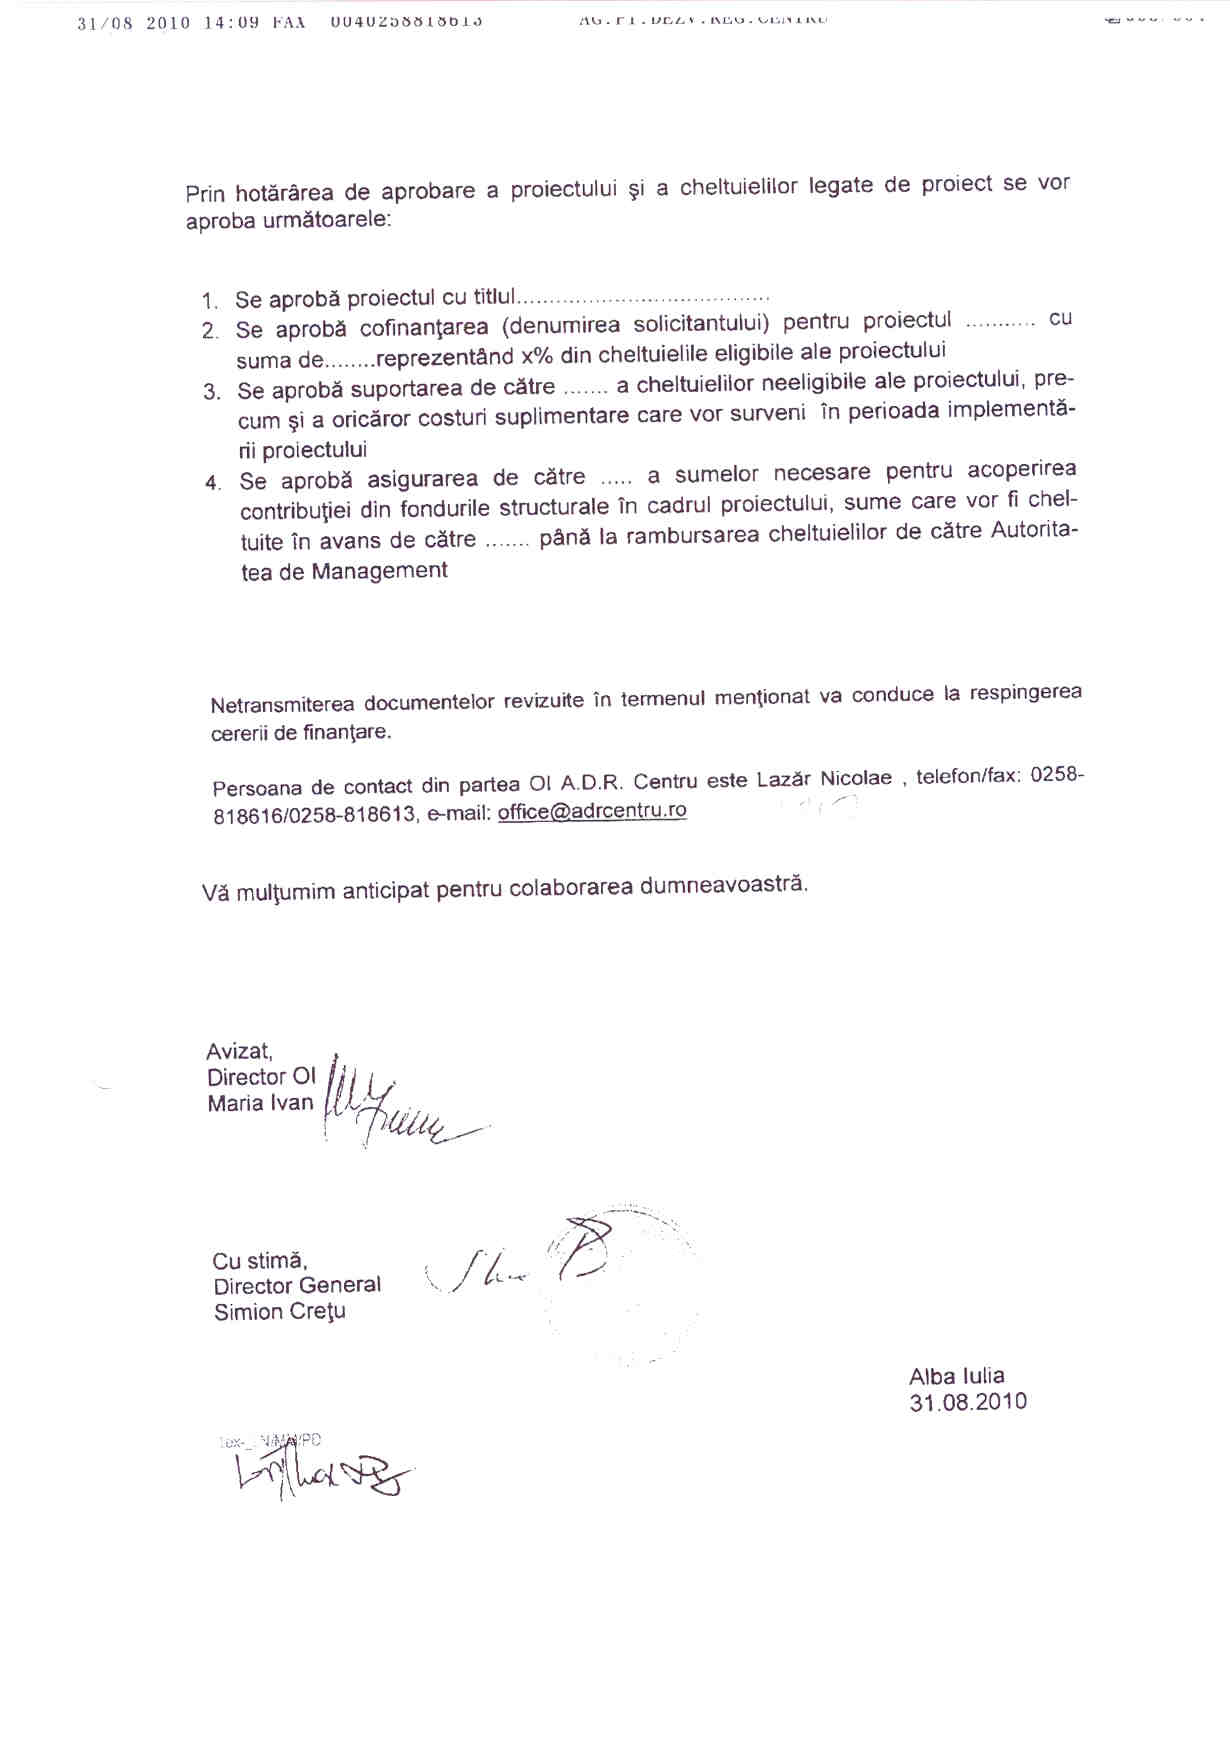 31/08 2010 14:09 FAX 0040258818613 AG.PT.DEZV.REG.CENTRU
Prin hotărârea de aprobare a proiectului şi a cheltuielilor legate de proiect se vor
aproba următoarele:
1. Se aprobă proiectul cu titlul.......................................
2. Se aprobă cofinanţarea (denumirea solicitantului) pentru proiectul ........... cu
suma de........reprezentând x% din cheltuielile eligibile ale proiectului
3. Se aprobă suportarea de către ....... a cheltuielilor neeligibile ale proiectului, pre-
cum şi a oricăror costuri suplimentare care vor surveni în perioada implementă-
rii proiectului
4. Se aprobă asigurarea de către ..... a sumelor necesare pentru acoperirea
contribuţiei din fondurile structurale în cadrul proiectului, sume care vor fi chel-
tuite în avans de către ....... până la rambursarea cheltuielilor de către Autorita-
tea de Management
Netransmiterea documentelor revizuite în termenul menţionat va conduce la respingerea
cererii de finanţare.
Persoana de contact din partea OI A.D.R. Centru este Lazăr Nicolae , telefon/fax: 0258-
818616/0258-818613, e-mail: office@adrcentru.ro
Vă mulţumim anticipat pentru colaborarea dumneavoastră.
Avizat,
Director OI
Maria Ivan
Cu stimă,
Director General
Simion Creţu
Alba Iulia
31.08.2010